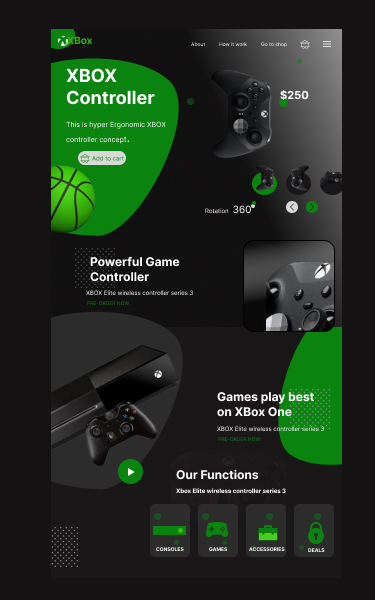 XBox
About How it work Go to shop
XBOX
Controller
$250
This is hyper Ergonomic XBOX
controller concept..
Add to cart
Rotation 360°
Powerful Game
Controller
XBOX Elite wireless controller series 3
PRE-ORDER NOW
Games play best
on XBox One
XBOX Elite wireless controller series 3
PRE-ORDER NOW
Our Functions
Xbox Elite wireless controller series 3
CONSOLES GAMES ACCESSORIES DEALS